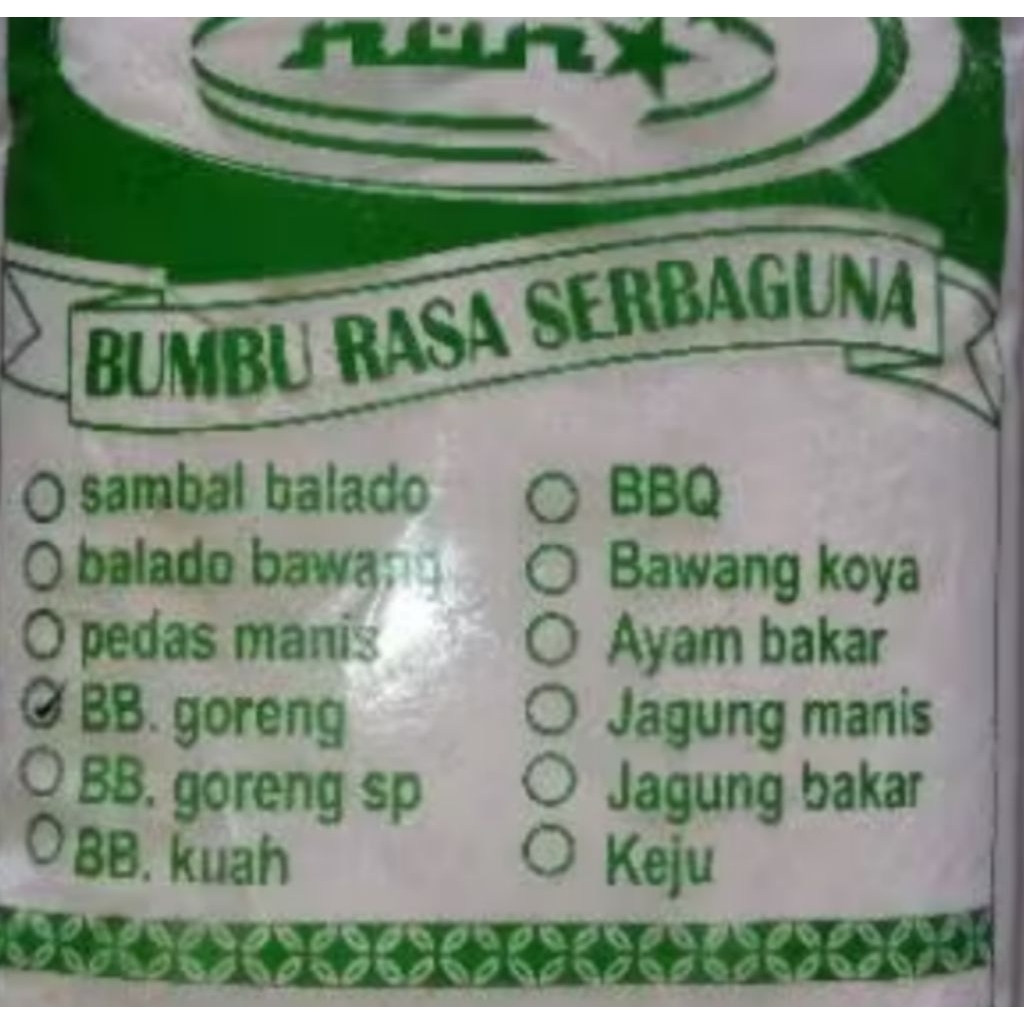 BUMBU RASA SERBAGUNA
sambal balado
balado bawang
pedas manis
BB. goreng
BB. goreng sp
BB. kuah
BBQ
Bawang koya
Ayam bakar
Jagung manis
Jagung bakar
Keju